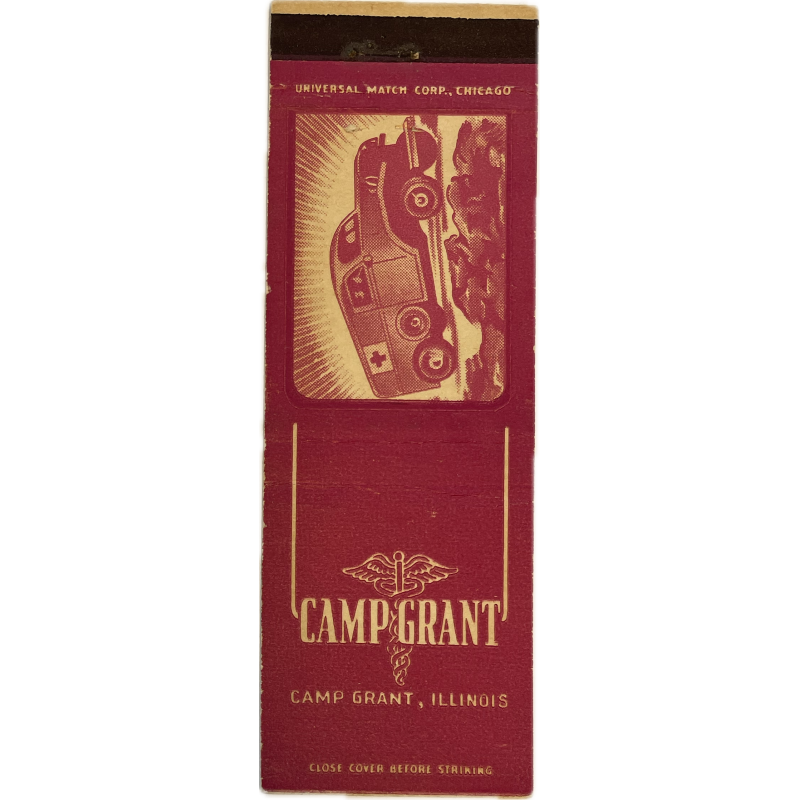 UNIVERSAL MATCH CORP., CHICAGO
CAMP GRANT
CAMP GRANT, ILLINOIS
CLOSE COVER BEFORE STRIKING